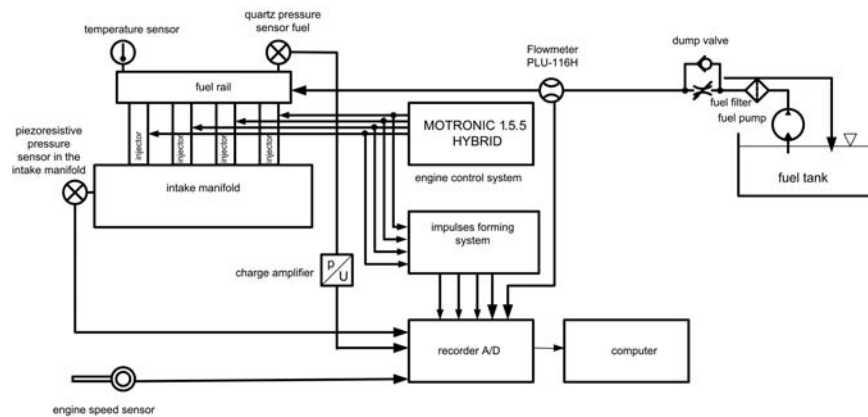 quartz pressure
sensor fuel
temperature sensor
Flowmeter
PLU-116H
dump valve
fuel rail
fuel filter
fuel pump
piezoresistive
pressure
sensor in the
intake manifold
injector
injector
injector
injector
MOTRONIC 1.5.5
HYBRID
engine control system
fuel tank
intake manifold
impulses forming
system
charge amplifier
p
U
recorder A/D
computer
engine speed sensor